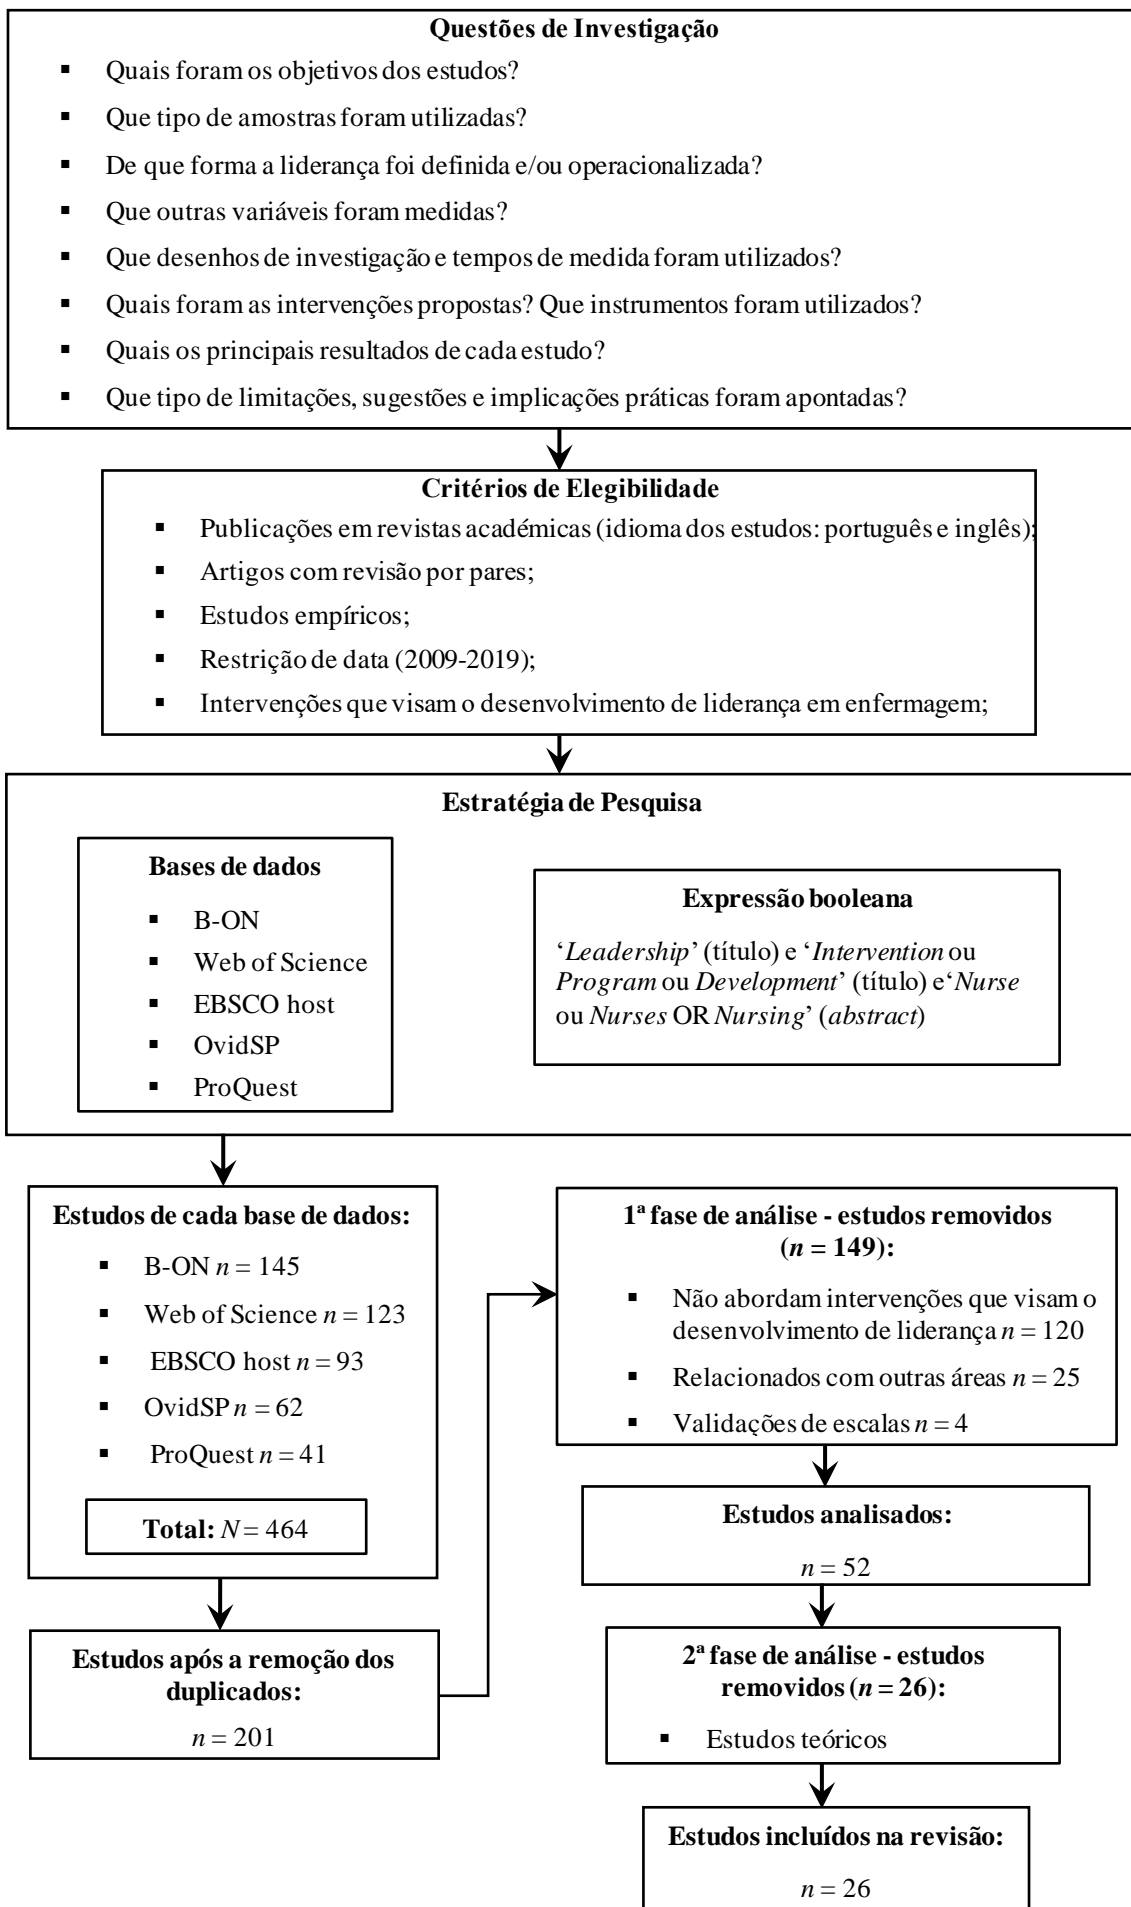 Questões de Investigação
▪ Quais foram os objetivos dos estudos?
▪ Que tipo de amostras foram utilizadas?
▪ De que forma a liderança foi definida e/ou operacionalizada?
▪ Que outras variáveis foram medidas?
▪ Que desenhos de investigação e tempos de medida foram utilizados?
▪ Quais foram as intervenções propostas? Que instrumentos foram utilizados?
▪ Quais os principais resultados de cada estudo?
▪ Que tipo de limitações, sugestões e implicações práticas foram apontadas?
Critérios de Elegibilidade
▪ Publicações em revistas académicas (idioma dos estudos: português e inglês);
▪ Artigos com revisão por pares;
▪ Estudos empíricos;
▪ Restrição de data (2009-2019);
▪ Intervenções que visam o desenvolvimento de liderança em enfermagem;
Estratégia de Pesquisa
Bases de dados
▪ B-ON
▪ Web of Science
▪ EBSCO host
▪ OvidSP
▪ ProQuest
Expressão booleana
‘Leadership’ (título) e ‘Intervention ou
Program ou Development’ (título) e‘Nurse
ou Nurses OR Nursing’ (abstract)
Estudos de cada base de dados:
▪ B-ON n = 145
▪ Web of Science n = 123
▪ EBSCO host n = 93
▪ OvidSP n = 62
▪ ProQuest n = 41
Total: N = 464
Estudos após a remoção dos
duplicados:
n = 201
1ª fase de análise - estudos removidos
(n = 149):
▪ Não abordam intervenções que visam o
desenvolvimento de liderança n = 120
▪ Relacionados com outras áreas n = 25
▪ Validações de escalas n = 4
Estudos analisados:
n = 52
2ª fase de análise - estudos
removidos (n = 26):
▪ Estudos teóricos
Estudos incluídos na revisão:
n = 26